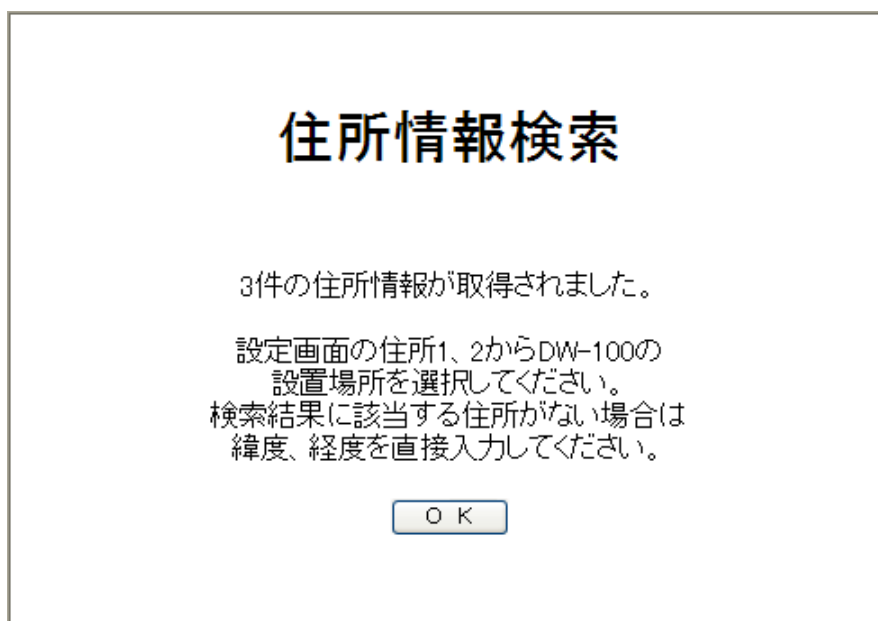 住所情報検索
3件の住所情報が取得されました。
設定画面の住所1、2からDW-100の
設置場所を選択してください。
検索結果に該当する住所がない場合は
緯度、経度を直接入力してください。
ＯＫ